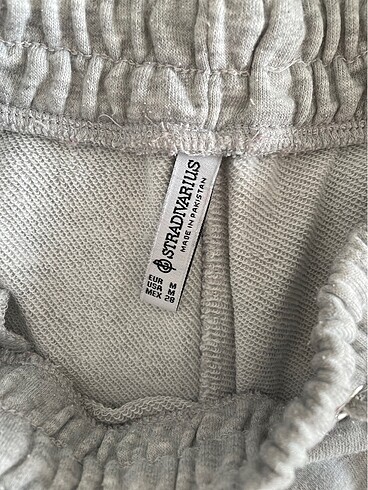 STRADIVARIUS
MADE IN PAKISTAN
EUR M
USA M
MEX 28